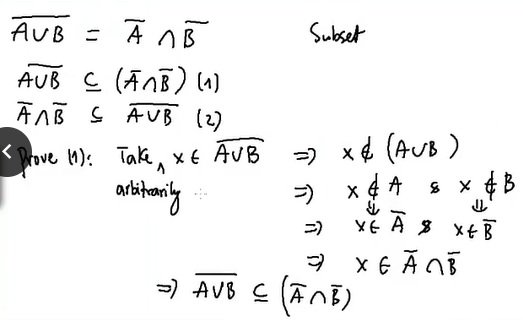 $\overline{A \cup B} = \overline{A} \cap \overline{B}$ Subset
$\overline{A \cup B} \subseteq (\overline{A} \cap \overline{B})$ (1)
$\overline{A} \cap \overline{B} \subseteq \overline{A \cup B}$ (2)
Prove (1): Take ^ x ∈ $\overline{A \cup B}$ ⇒ x ∉ (A ∪ B)
arbitrarily ⇒ x ∉ A & x ∉ B
⇓ ⇓
⇒ x ∈ $\overline{A}$ & x ∈ $\overline{B}$
⇒ x ∈ $\overline{A} \cap \overline{B}$
⇒ $\overline{A \cup B} \subseteq (\overline{A} \cap \overline{B})$